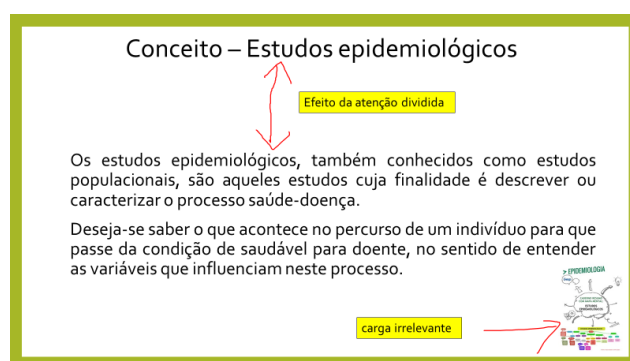 Conceito – Estudos epidemiológicos
Efeito da atenção dividida
Os estudos epidemiológicos, também conhecidos como estudos
populacionais, são aqueles estudos cuja finalidade é descrever ou
caracterizar o processo saúde-doença.
Deseja-se saber o que acontece no percurso de um indivíduo para que
passe da condição de saudável para doente, no sentido de entender
as variáveis que influenciam neste processo.
EPIDEMIOLOGIA
carga irrelevante